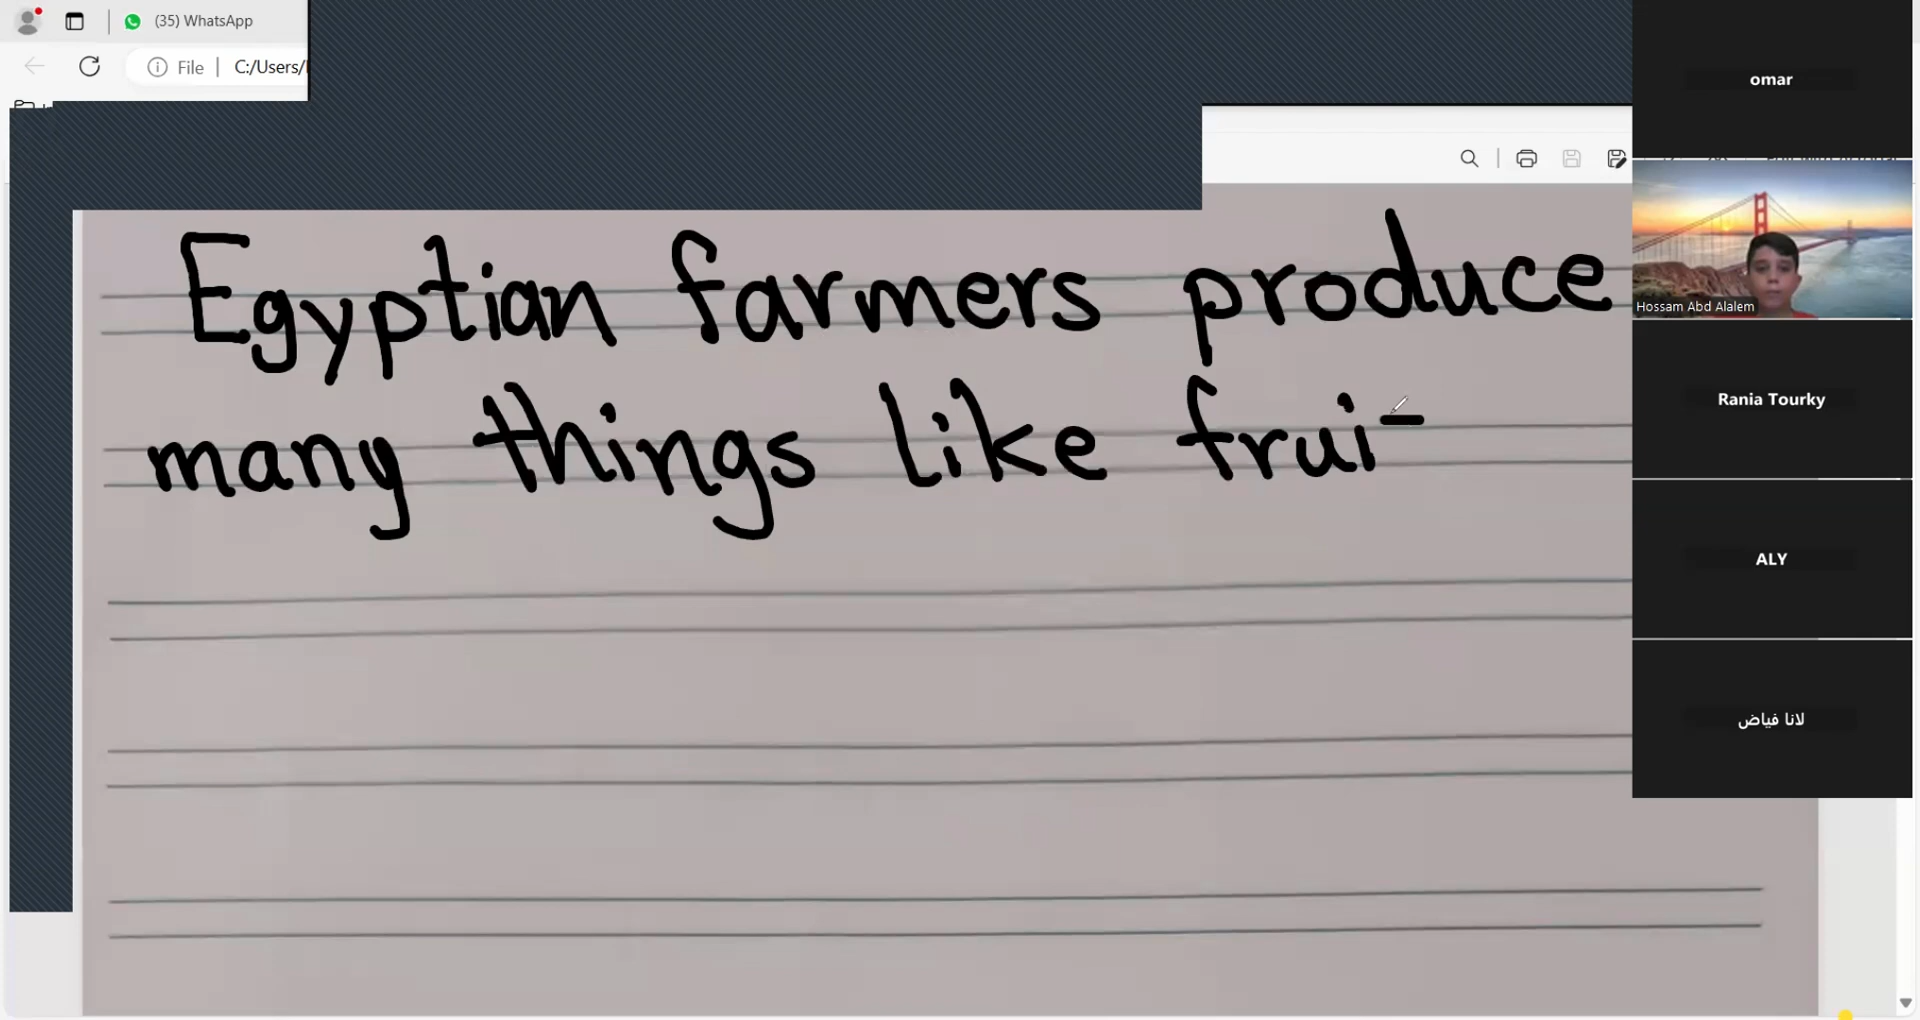 (35) WhatsApp
File C:/Users/
omar
Egyptian farmers produce
Hossam Abd Alalem
many things like frui-
Rania Tourky
ALY
لانا فياض